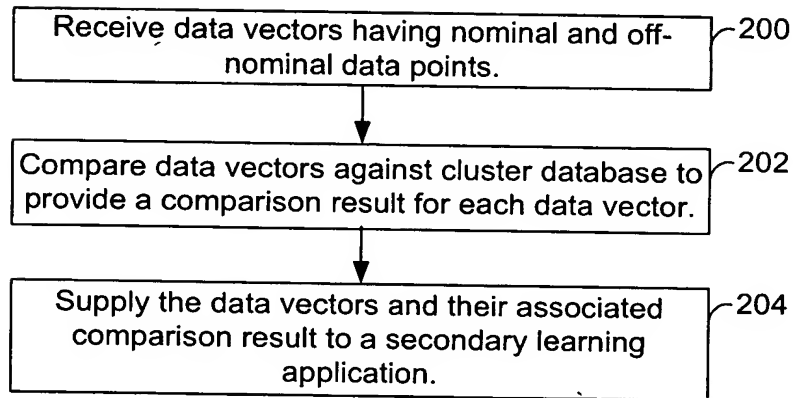 Receive data vectors having nominal and off-
nominal data points.
200
Compare data vectors against cluster database to
provide a comparison result for each data vector.
202
Supply the data vectors and their associated
comparison result to a secondary learning
application.
204